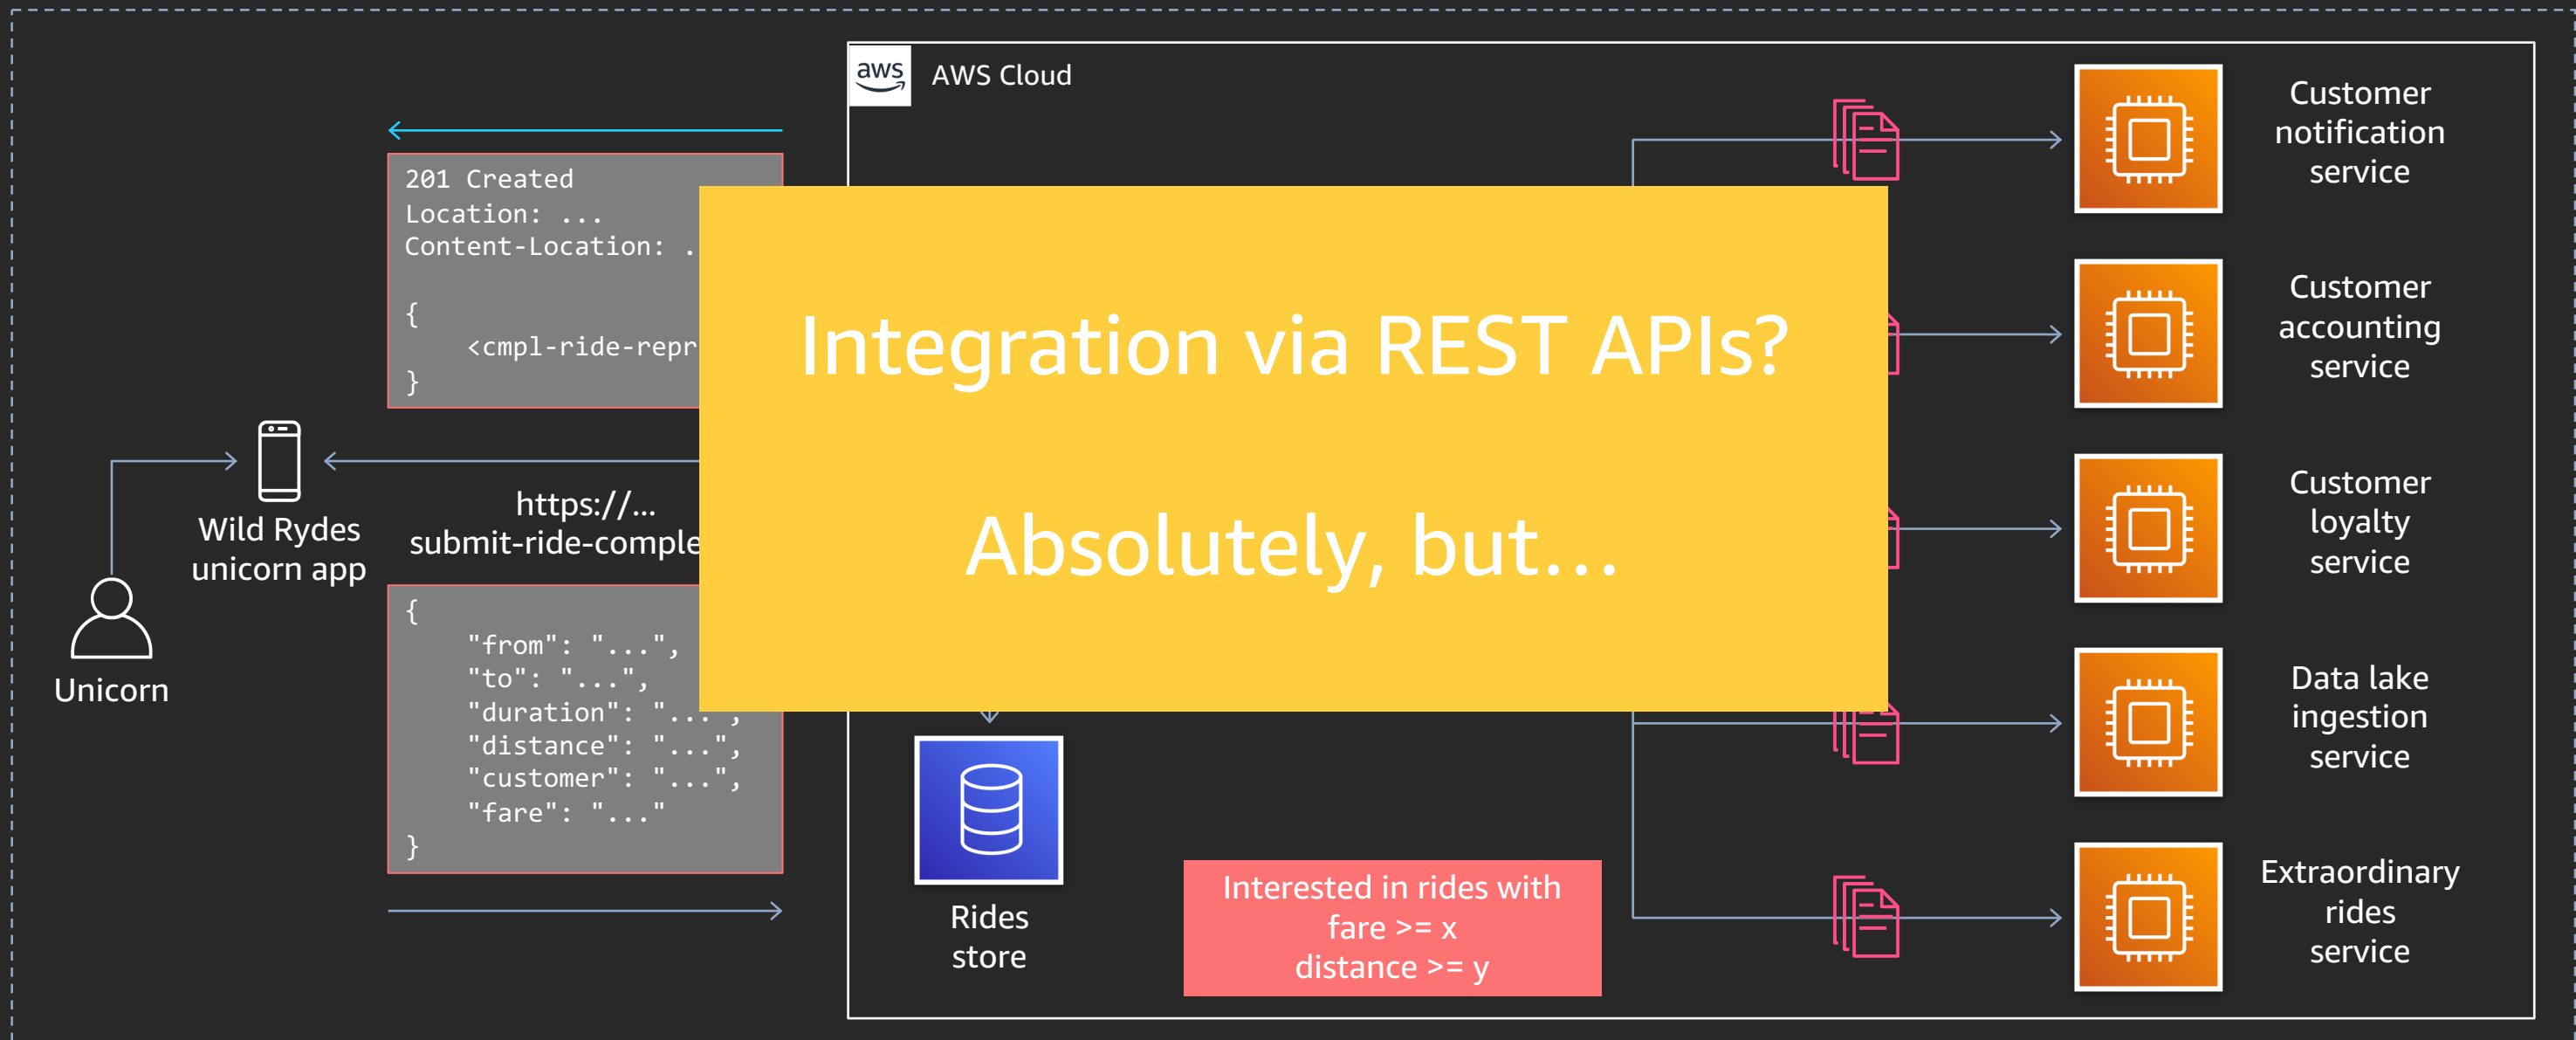 aws
AWS Cloud
201 Created
Location: ...
Content-Location: .
{
<cmpl-ride-repr
}
Wild Rydes
unicorn app
Unicorn
https://...
submit-ride-comple
{
"from": "...",
"to": "...",
"duration": "...",
"distance": "...",
"customer": "...",
"fare": "..."
}
Integration via REST APIs?
Absolutely, but...
Rides
store
Interested in rides with
fare >= x
distance >= y
Customer
notification
service
Customer
accounting
service
Customer
loyalty
service
Data lake
ingestion
service
Extraordinary
rides
service